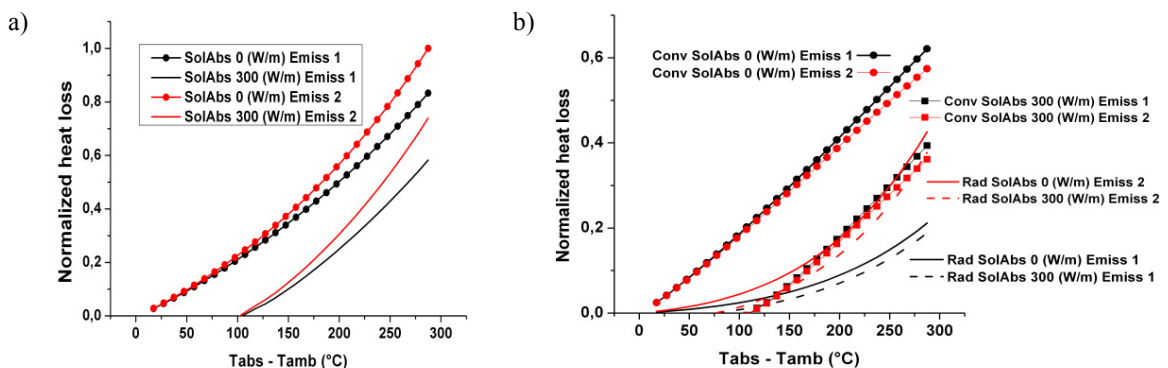 a)
Normalized heat loss
1,0
0,8
0,6
0,4
0,2
0,0
SolAbs 0 (W/m) Emiss 1
SolAbs 300 (W/m) Emiss 1
SolAbs 0 (W/m) Emiss 2
SolAbs 300 (W/m) Emiss 2
0 50 100 150 200 250 300
Tabs - Tamb (°C)
b)
Normalized heat loss
0,6
0,4
0,2
0,0
Conv SolAbs 0 (W/m) Emiss 1
Conv SolAbs 0 (W/m) Emiss 2
Conv SolAbs 300 (W/m) Emiss 1
Conv SolAbs 300 (W/m) Emiss 2
Rad SolAbs 0 (W/m) Emiss 2
Rad SolAbs 300 (W/m) Emiss 2
Rad SolAbs 0 (W/m) Emiss 1
Rad SolAbs 300 (W/m) Emiss 1
0 50 100 150 200 250 300
Tabs - Tamb (°C)